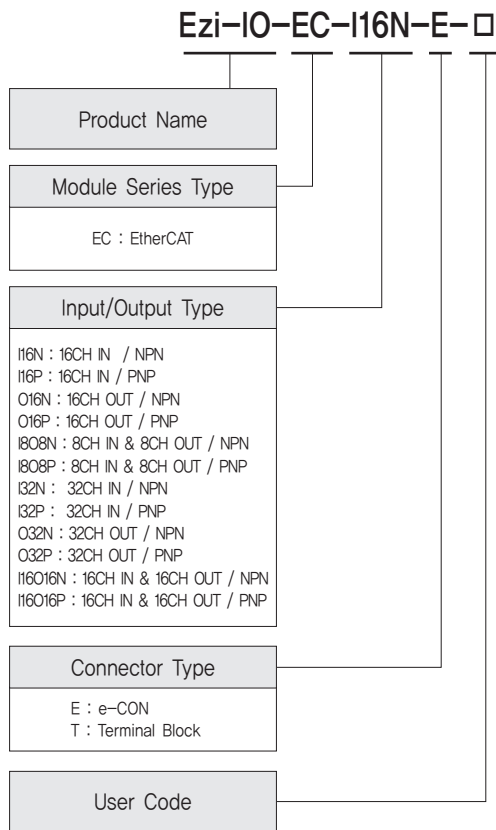 Ezi-IO-EC-I16N-E-□
Product Name
Module Series Type
EC : EtherCAT
Input/Output Type
I16N : 16CH IN / NPN
I16P : 16CH IN / PNP
O16N : 16CH OUT / NPN
O16P : 16CH OUT / PNP
I8O8N : 8CH IN & 8CH OUT / NPN
I8O8P : 8CH IN & 8CH OUT / PNP
I32N : 32CH IN / NPN
I32P : 32CH IN / PNP
O32N : 32CH OUT / NPN
O32P : 32CH OUT / PNP
I16O16N : 16CH IN & 16CH OUT / NPN
I16O16P : 16CH IN & 16CH OUT / PNP
Connector Type
E : e-CON
T : Terminal Block
User Code